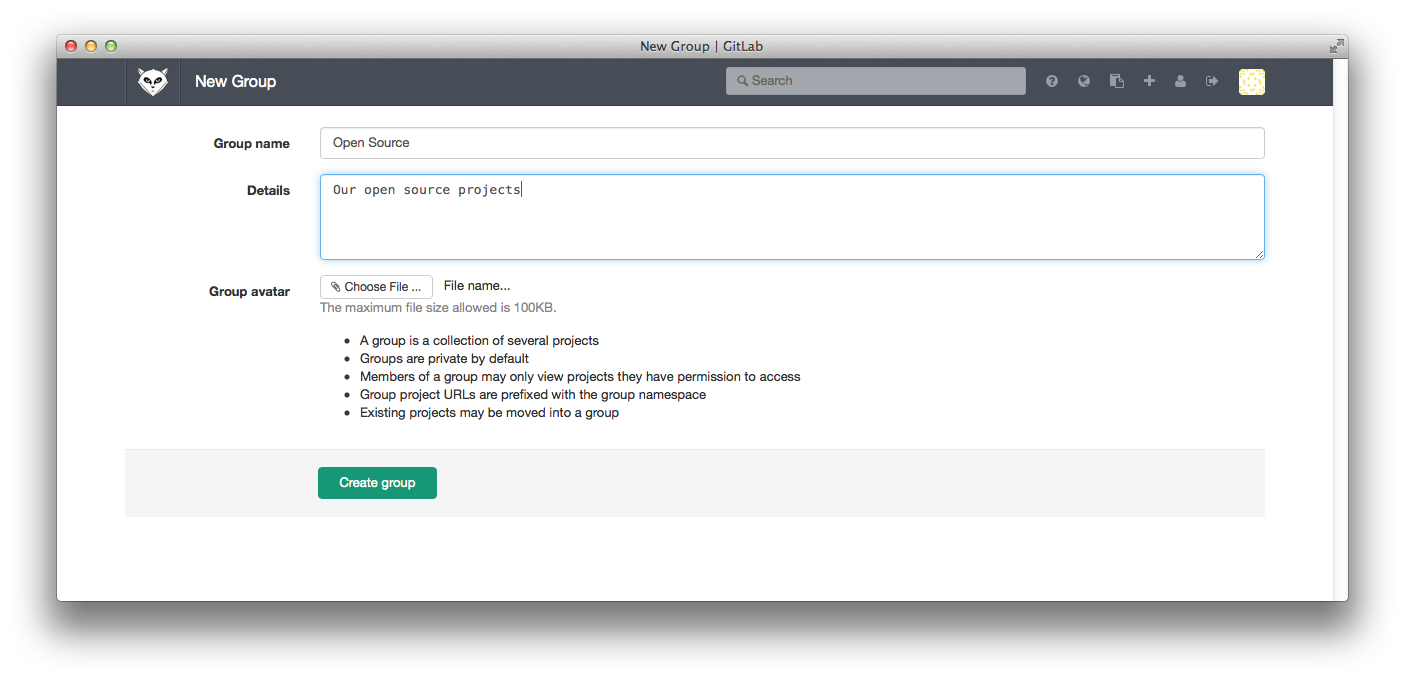 New Group | GitLab
New Group
Search
Group name
Open Source
Details
Our open source projects
Group avatar
Choose File ...
File name...
The maximum file size allowed is 100KB.
A group is a collection of several projects
Groups are private by default
Members of a group may only view projects they have permission to access
Group project URLs are prefixed with the group namespace
Existing projects may be moved into a group
Create group